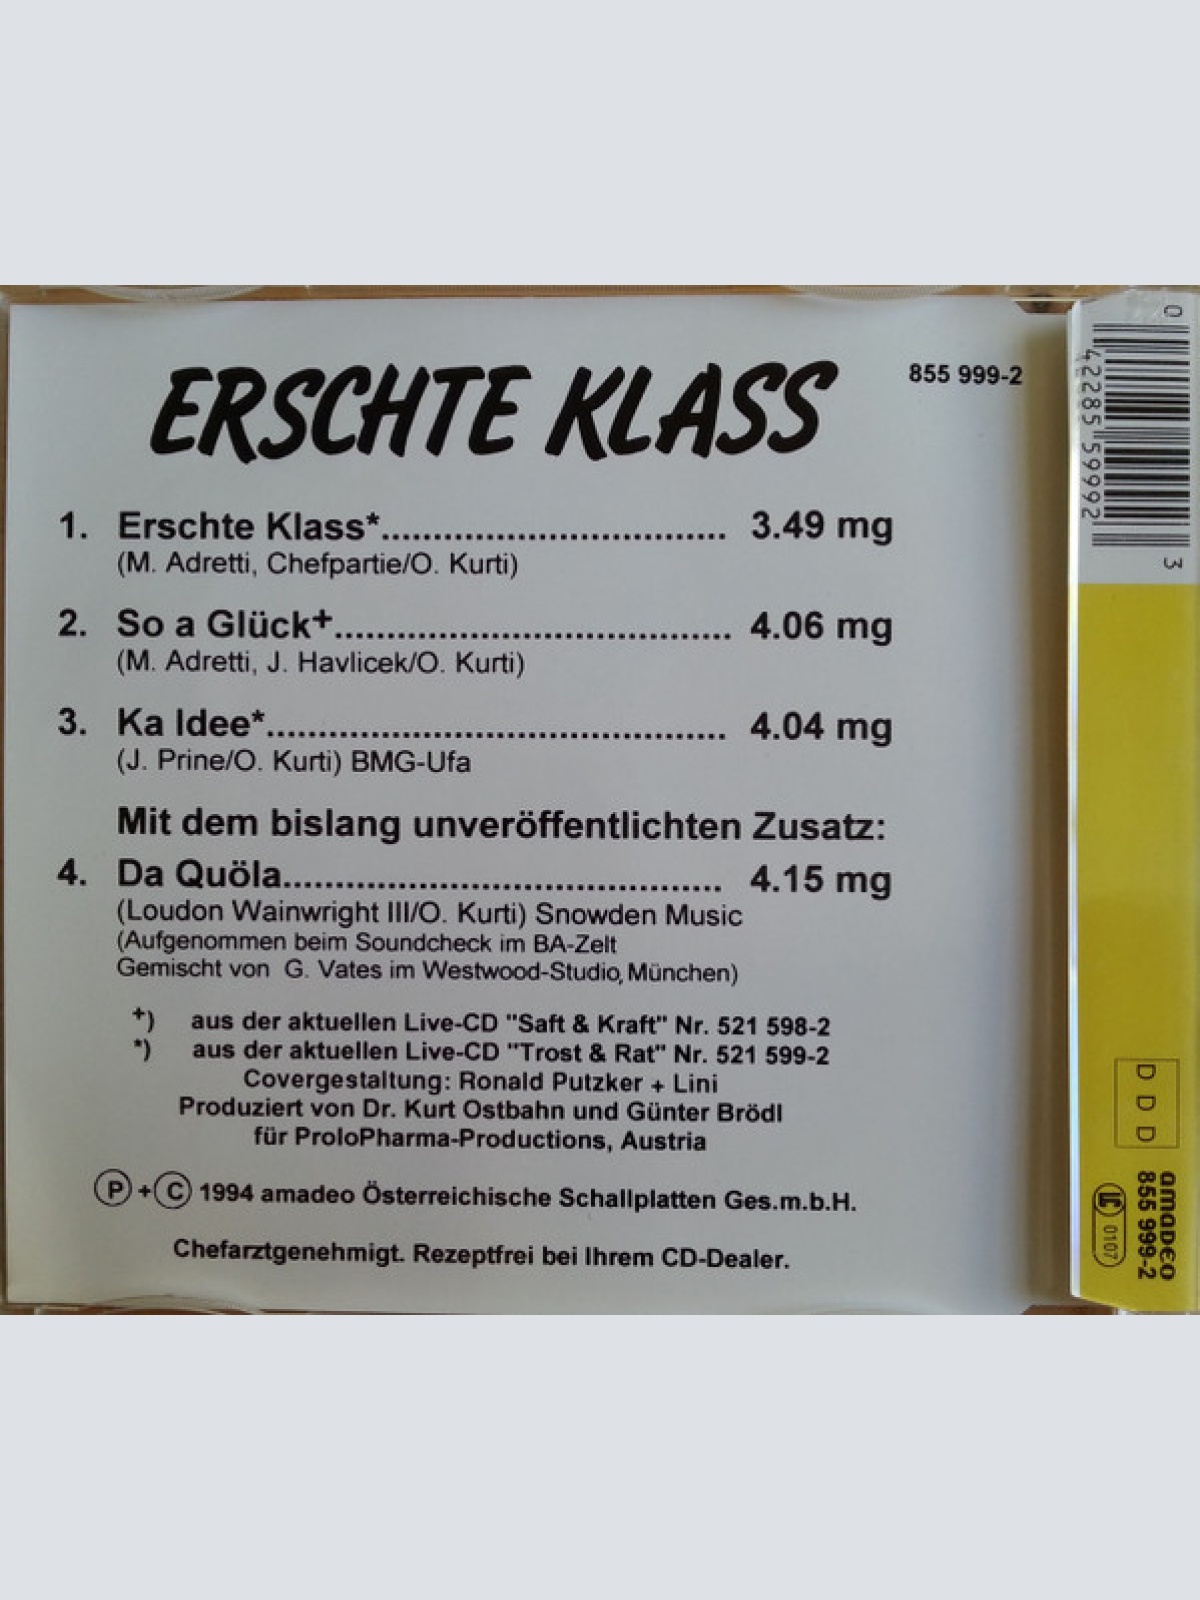 ERSCHTE KLASS
855 999-2
1. Erschte Klass*................................. 3.49 mg
(M. Adretti, Chefpartie/O. Kurti)
2. So a Glück+...................................... 4.06 mg
(M. Adretti, J. Havlicek/O. Kurti)
3. Ka Idee*............................................ 4.04 mg
(J. Prine/O. Kurti) BMG-Ufa
Mit dem bislang unveröffentlichten Zusatz:
4. Da Quöla.......................................... 4.15 mg
(Loudon Wainwright III/O. Kurti) Snowden Music
(Aufgenommen beim Soundcheck im BA-Zelt
Gemischt von G. Vates im Westwood-Studio, München)
+) aus der aktuellen Live-CD "Saft & Kraft" Nr. 521 598-2
*) aus der aktuellen Live-CD "Trost & Rat" Nr. 521 599-2
Covergestaltung: Ronald Putzker + Lini
Produziert von Dr. Kurt Ostbahn und Günter Brödl
für ProloPharma-Productions, Austria
Ⓟ + Ⓒ 1994 amadeo Österreichische Schallplatten Ges.m.b.H.
Chefarztgenehmigt. Rezeptfrei bei Ihrem CD-Dealer.
0 42285 59992 3
D D D
amadeo
855 999-2
LC 0107